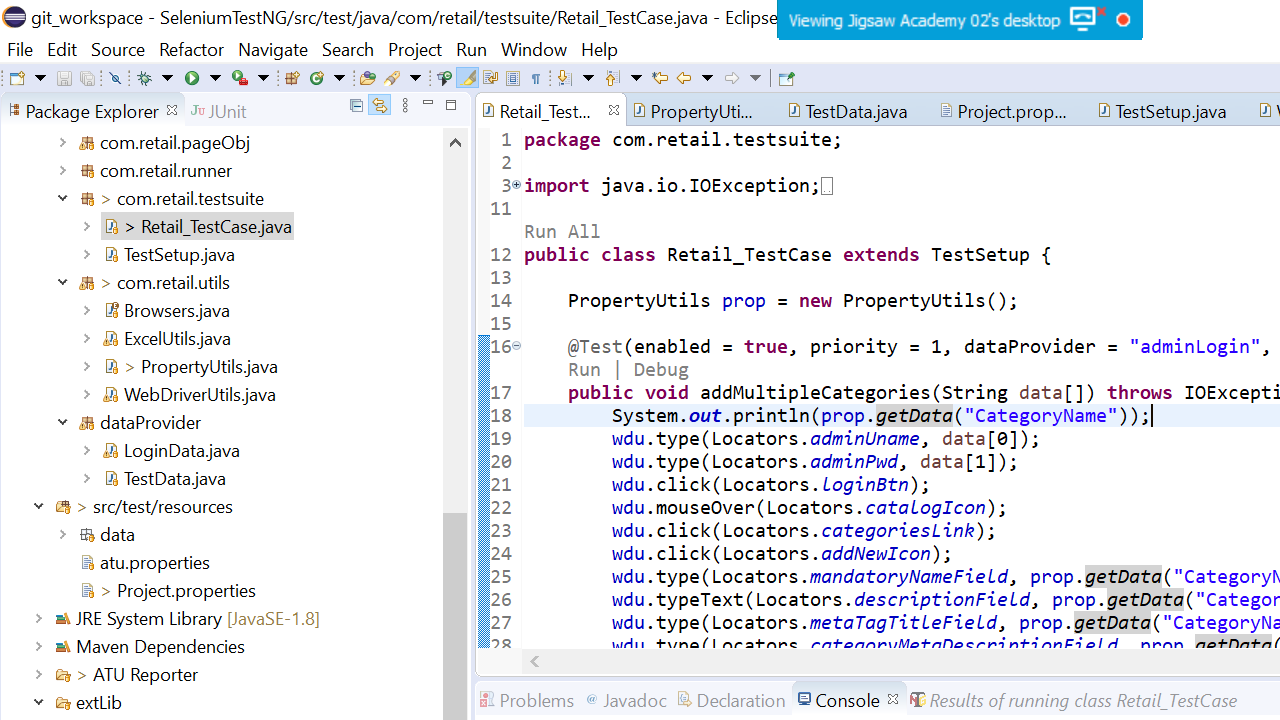 git_workspace - SeleniumTestNG/src/test/java/com/retail/testsuite/Retail_TestCase.java - Eclipse
Viewing Jigsaw Academy 02's desktop
File Edit Source Refactor Navigate Search Project Run Window Help
Package Explorer
JUnit
com.retail.pageObj
com.retail.runner
> com.retail.testsuite
> Retail_TestCase.java
TestSetup.java
> com.retail.utils
Browsers.java
ExcelUtils.java
> PropertyUtils.java
WebDriverUtils.java
dataProvider
LoginData.java
TestData.java
> src/test/resources
data
atu.properties
> Project.properties
JRE System Library [JavaSE-1.8]
Maven Dependencies
> ATU Reporter
extLib
Retail_Test... PropertyUti... TestData.java Project.prop... TestSetup.java
1 package com.retail.testsuite;
2
3 import java.io.IOException;
11
Run All
12 public class Retail_TestCase extends TestSetup {
13
14 PropertyUtils prop = new PropertyUtils();
15
16 @Test(enabled = true, priority = 1, dataProvider = "adminLogin",
Run | Debug
17 public void addMultipleCategories(String data[]) throws IOExcepti
18 System.out.println(prop.getData("CategoryName"));
19 wdu.type(Locators.adminUname, data[0]);
20 wdu.type(Locators.adminPwd, data[1]);
21 wdu.click(Locators.loginBtn);
22 wdu.mouseOver(Locators.catalogIcon);
23 wdu.click(Locators.categoriesLink);
24 wdu.click(Locators.addNewIcon);
25 wdu.type(Locators.mandatoryNameField, prop.getData("CategoryN
26 wdu.typeText(Locators.descriptionField, prop.getData("Catego
27 wdu.type(Locators.metaTagTitleField, prop.getData("CategoryNa
28 wdu.type(Locators.categoryMetaDescriptionField, prop.getData(
Problems Javadoc Declaration Console Results of running class Retail_TestCase